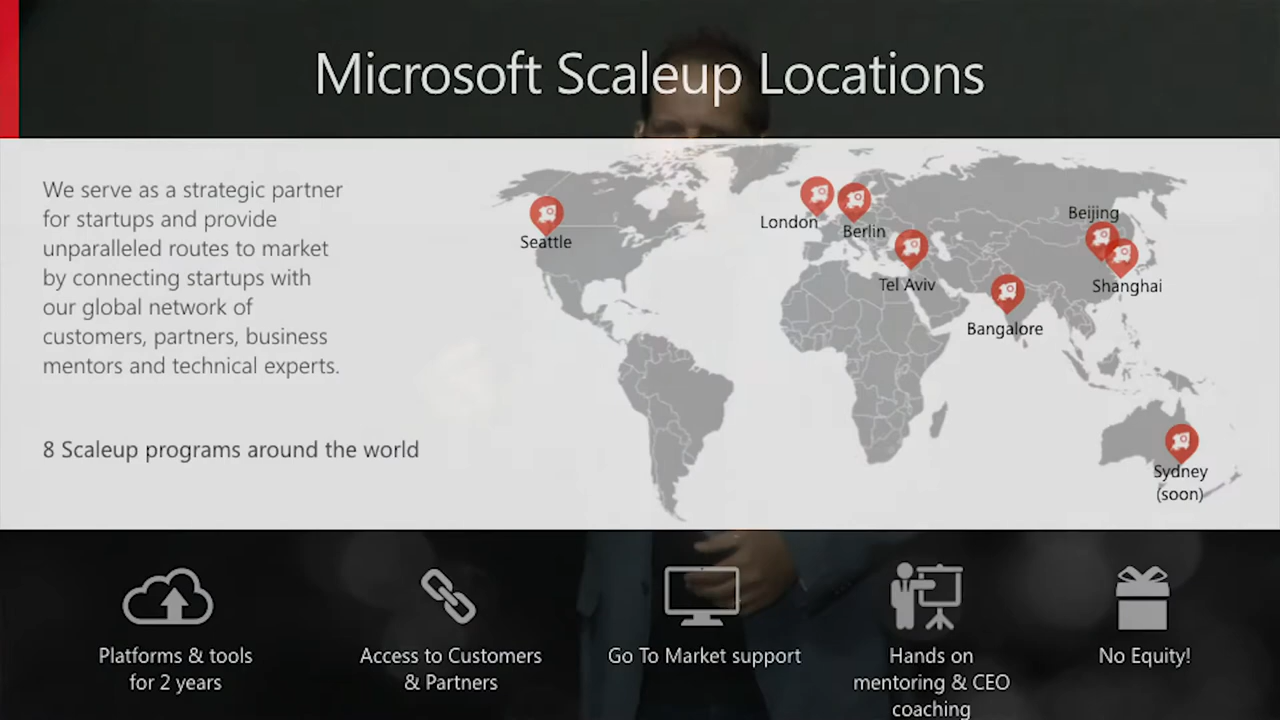 Microsoft Scaleup Locations
We serve as a strategic partner
for startups and provide
unparalleled routes to market
by connecting startups with
our global network of
customers, partners, business
mentors and technical experts.
8 Scaleup programs around the world
Seattle
London
Berlin
Tel Aviv
Beijing
Shanghai
Bangalore
Sydney
(soon)
Platforms & tools
for 2 years
Access to Customers
& Partners
Go To Market support
Hands on
mentoring & CEO
coaching
No Equity!